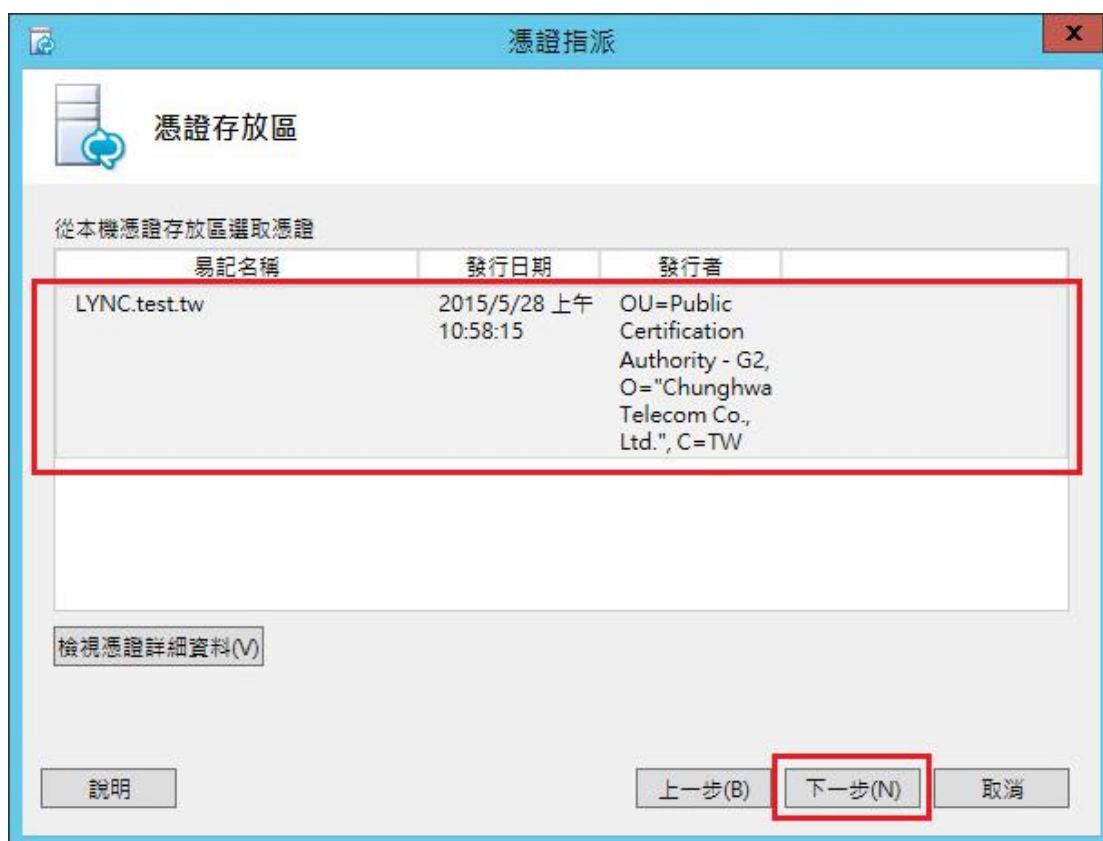 憑證指派
x
憑證存放區
從本機憑證存放區選取憑證
易記名稱 發行日期 發行者
LYNC.test.tw 2015/5/28 上午 OU=Public
10:58:15 Certification
Authority - G2,
O="Chunghwa
Telecom Co.,
Ltd.", C=TW
檢視憑證詳細資料(V)
說明 上一步(B) 下一步(N) 取消